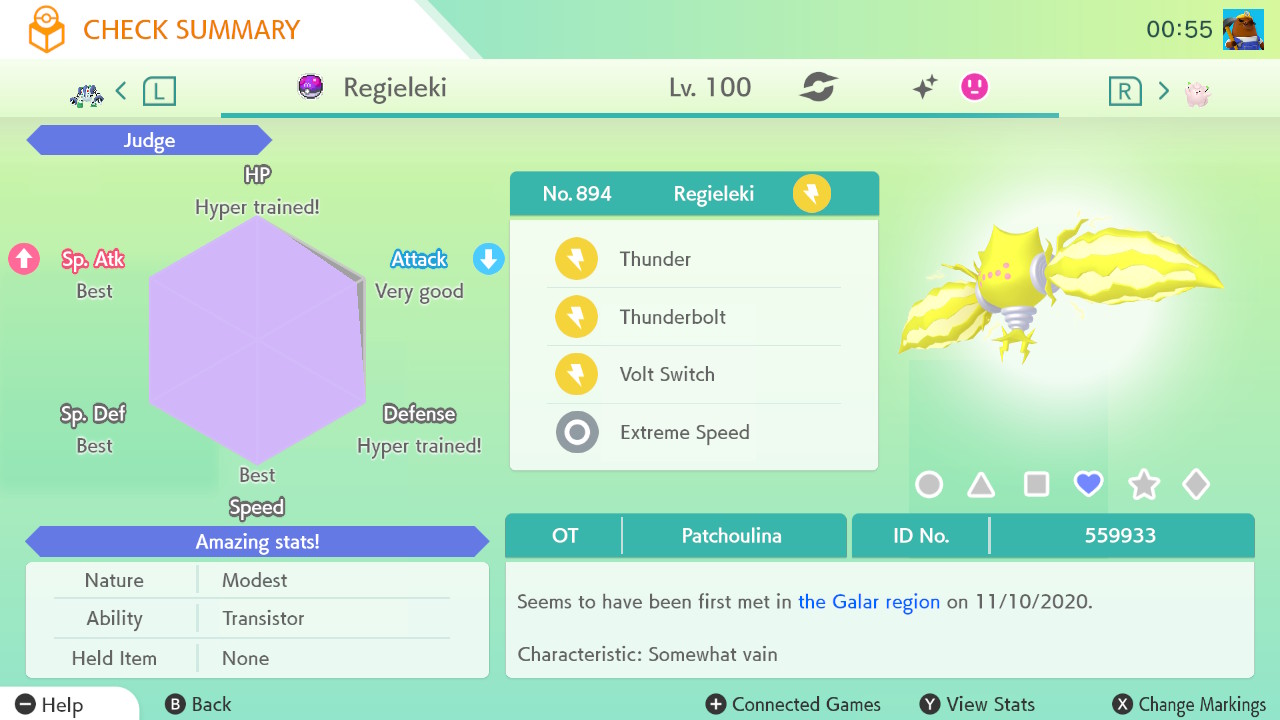 CHECK SUMMARY
00:55
L
Regieleki
Lv. 100
R
Judge
HP
Hyper trained!
Sp. Atk
Best
Attack
Very good
Sp. Def
Best
Defense
Hyper trained!
Best
Speed
Amazing stats!
Nature Modest
Ability Transistor
Held Item None
No. 894 Regieleki
Thunder
Thunderbolt
Volt Switch
Extreme Speed
OT Patchoulina ID No. 559933
Seems to have been first met in the Galar region on 11/10/2020.
Characteristic: Somewhat vain
Help
B Back
Connected Games
Y View Stats
X Change Markings